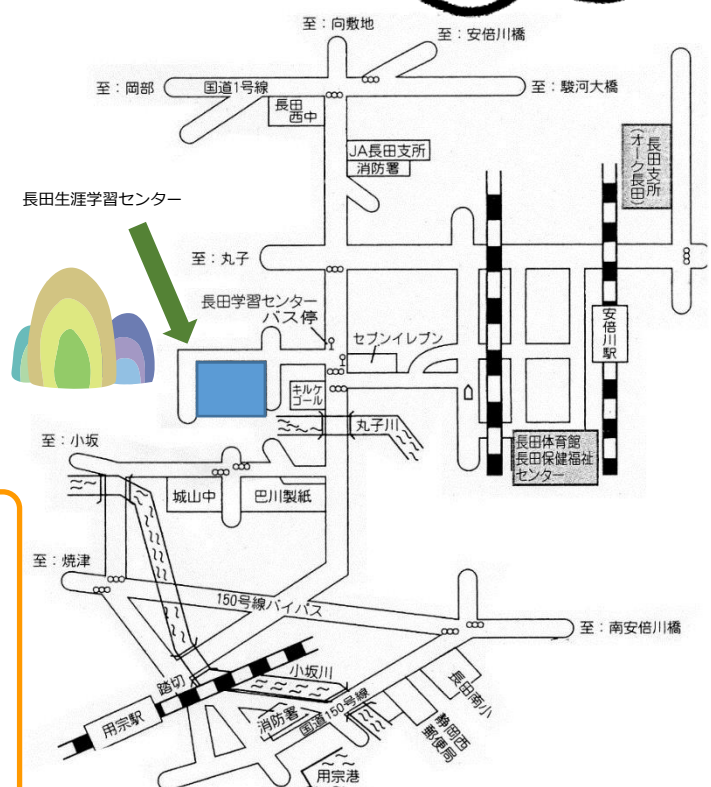 至：向敷地
至：安倍川橋
至：岡部
国道1号線
至：駿河大橋
長田
西中
JA長田支所
消防署
長田支所
(オーク長田)
長田生涯学習センター
至：丸子
長田学習センター
バス停
セブンイレブン
安倍川駅
キルケ
ゴール
丸子川
至：小坂
長田体育館
長田保健福祉
センター
城山中
巴川製紙
至：焼津
150号線バイパス
至：南安倍川橋
踏切
小坂川
用宗駅
消防署
国道150号線
長田南小
静岡西
郵便局
用宗港